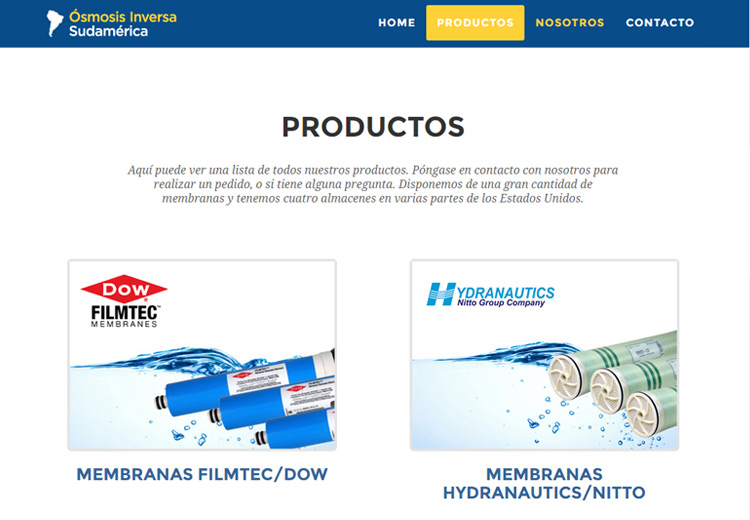 Ósmosis Inversa
Sudamérica
HOME
PRODUCTOS
NOSOTROS
CONTACTO
PRODUCTOS
Aquí puede ver una lista de todos nuestros productos. Póngase en contacto con nosotros para
realizar un pedido, o si tiene alguna pregunta. Disponemos de una gran cantidad de
membranas y tenemos cuatro almacenes en varias partes de los Estados Unidos.
DOW
FILMTEC™
MEMBRANES
HYDRANAUTICS
Nitto Group Company
MEMBRANAS FILMTEC/DOW
MEMBRANAS
HYDRANAUTICS/NITTO